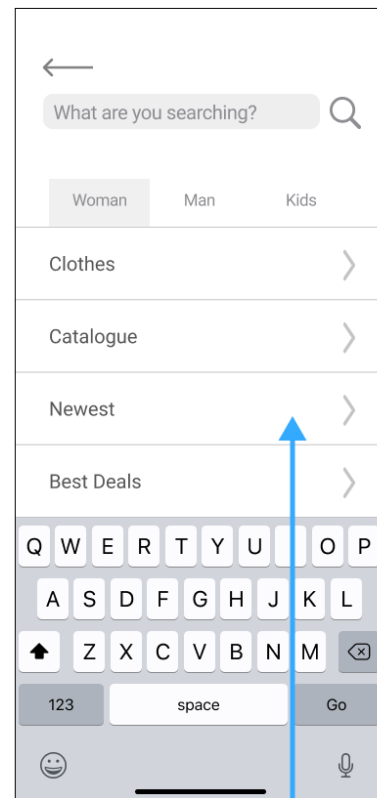 What are you searching?
Woman Man Kids
Clothes
Catalogue
Newest
Best Deals
Q W E R T Y U O P
A S D F G H J K L
Z X C V B N M
123 space Go